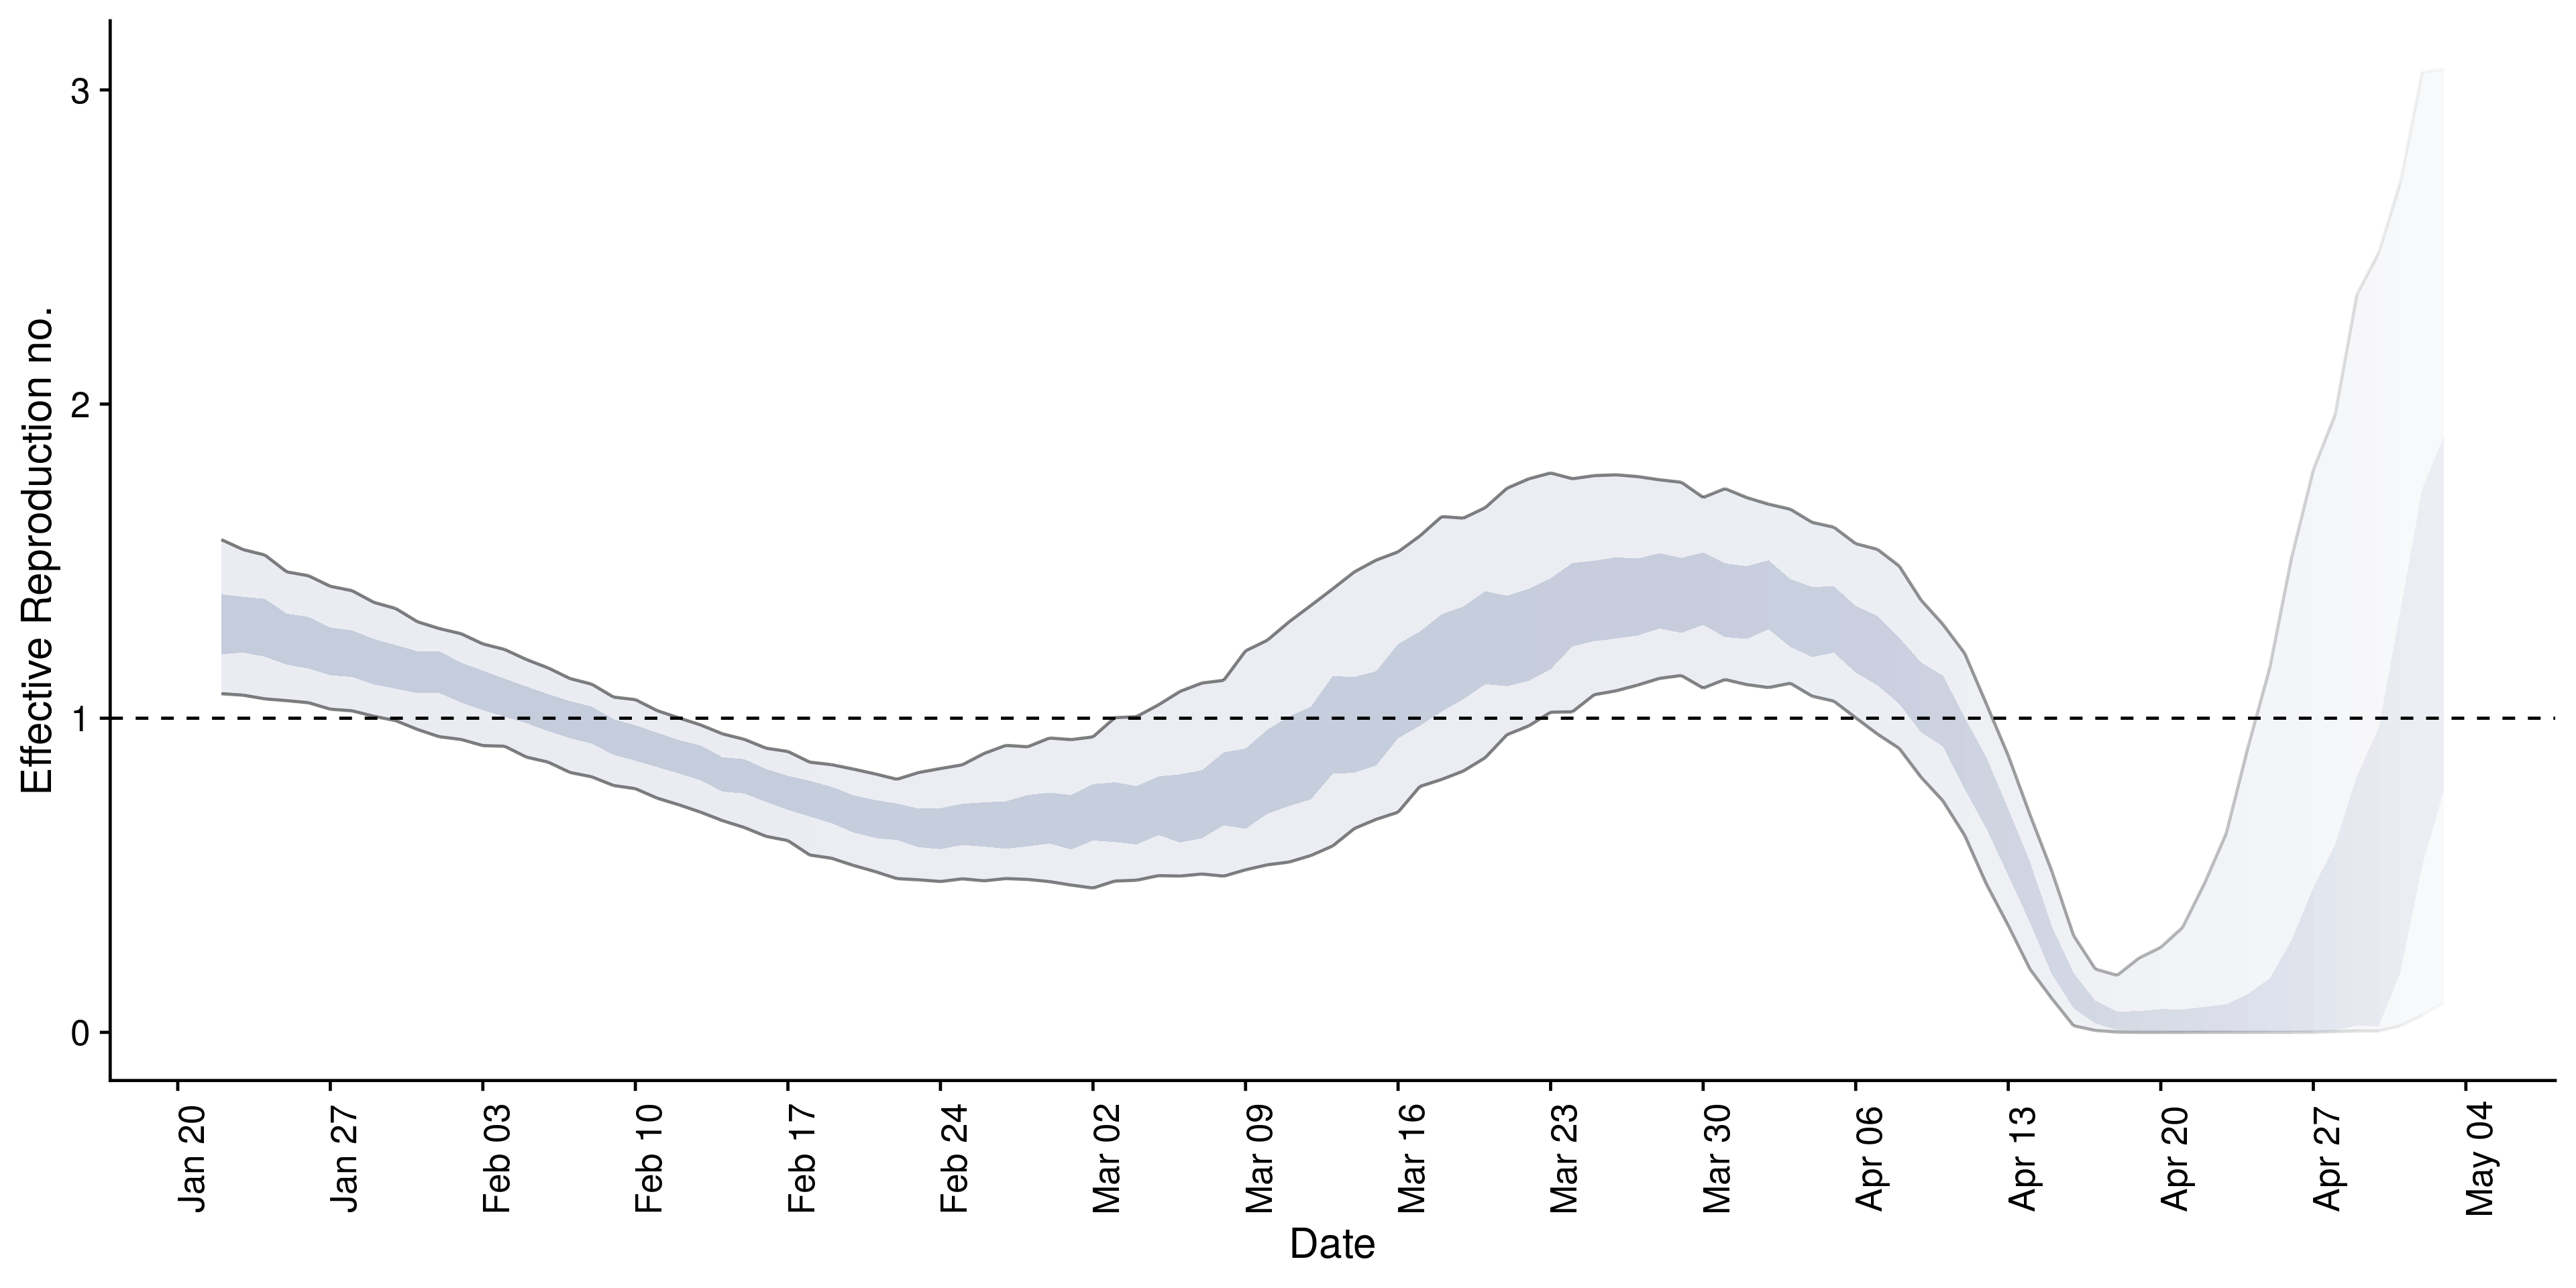 Effective Reproduction no.
3
2
1
0
Jan 20
Jan 27
Feb 03
Feb 10
Feb 17
Feb 24
Mar 02
Mar 09
Mar 16
Mar 23
Mar 30
Apr 06
Apr 13
Apr 20
Apr 27
May 04
Date